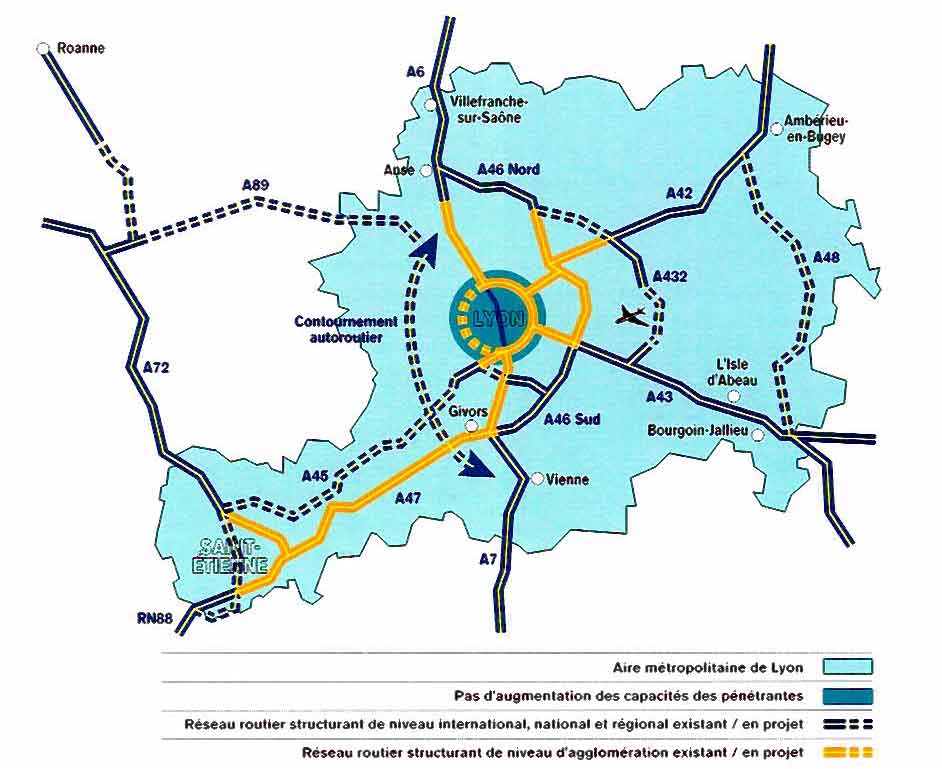 Roanne
A6
Villefranche-
sur-Saône
Ambérieu-
en-Bugey
Anse
A46 Nord
A89
A42
A48
A432
Contournement
autoroutier
LYON
A72
L'Isle
d'Abeau
A43
Givors
A46 Sud
Bourgoin-Jallieu
A45
A47
Vienne
SAINT-
ETIENNE
A7
RN88
Aire métropolitaine de Lyon
Pas d'augmentation des capacités des pénétrantes
Réseau routier structurant de niveau international, national et régional existant / en projet
Réseau routier structurant de niveau d'agglomération existant / en projet